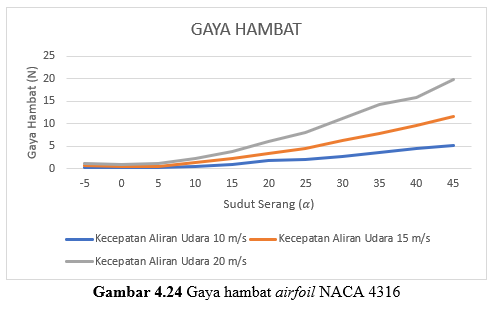 GAYA HAMBAT
25
20
15
10
5
0
Gaya Hambat (N)
-5 0 5 10 15 20 25 30 35 40 45
Sudut Serang (α)
Kecepatan Aliran Udara 10 m/s Kecepatan Aliran Udara 15 m/s
Kecepatan Aliran Udara 20 m/s
Gambar 4.24 Gaya hambat airfoil NACA 4316